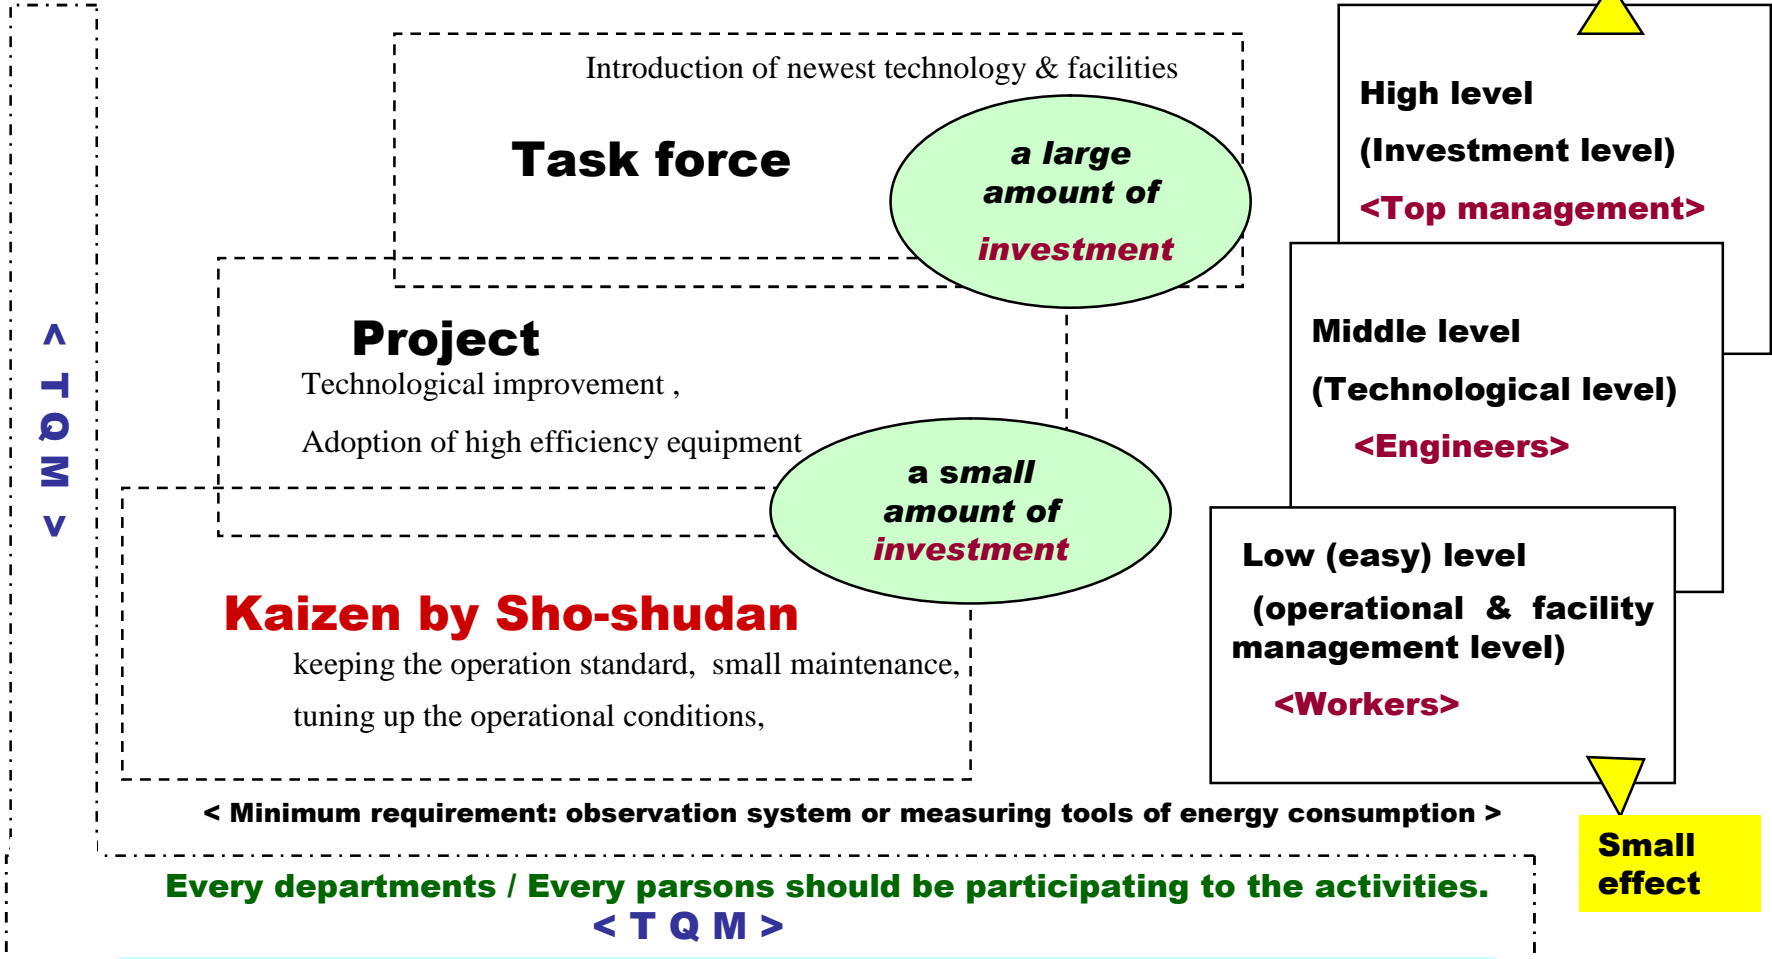 Introduction of newest technology & facilities
Task force
a large
amount of
investment
High level
(Investment level)
<Top management>
Project
Technological improvement ,
Adoption of high efficiency equipment
a small
amount of
investment
Middle level
(Technological level)
<Engineers>
Kaizen by Sho-shudan
keeping the operation standard,  small maintenance,
tuning up the operational conditions,
Low (easy) level
(operational & facility
management level)
<Workers>
< TQM >
< Minimum requirement: observation system or measuring tools of energy consumption >
Small
effect
Every departments / Every parsons should be participating to the activities.
< T Q M >